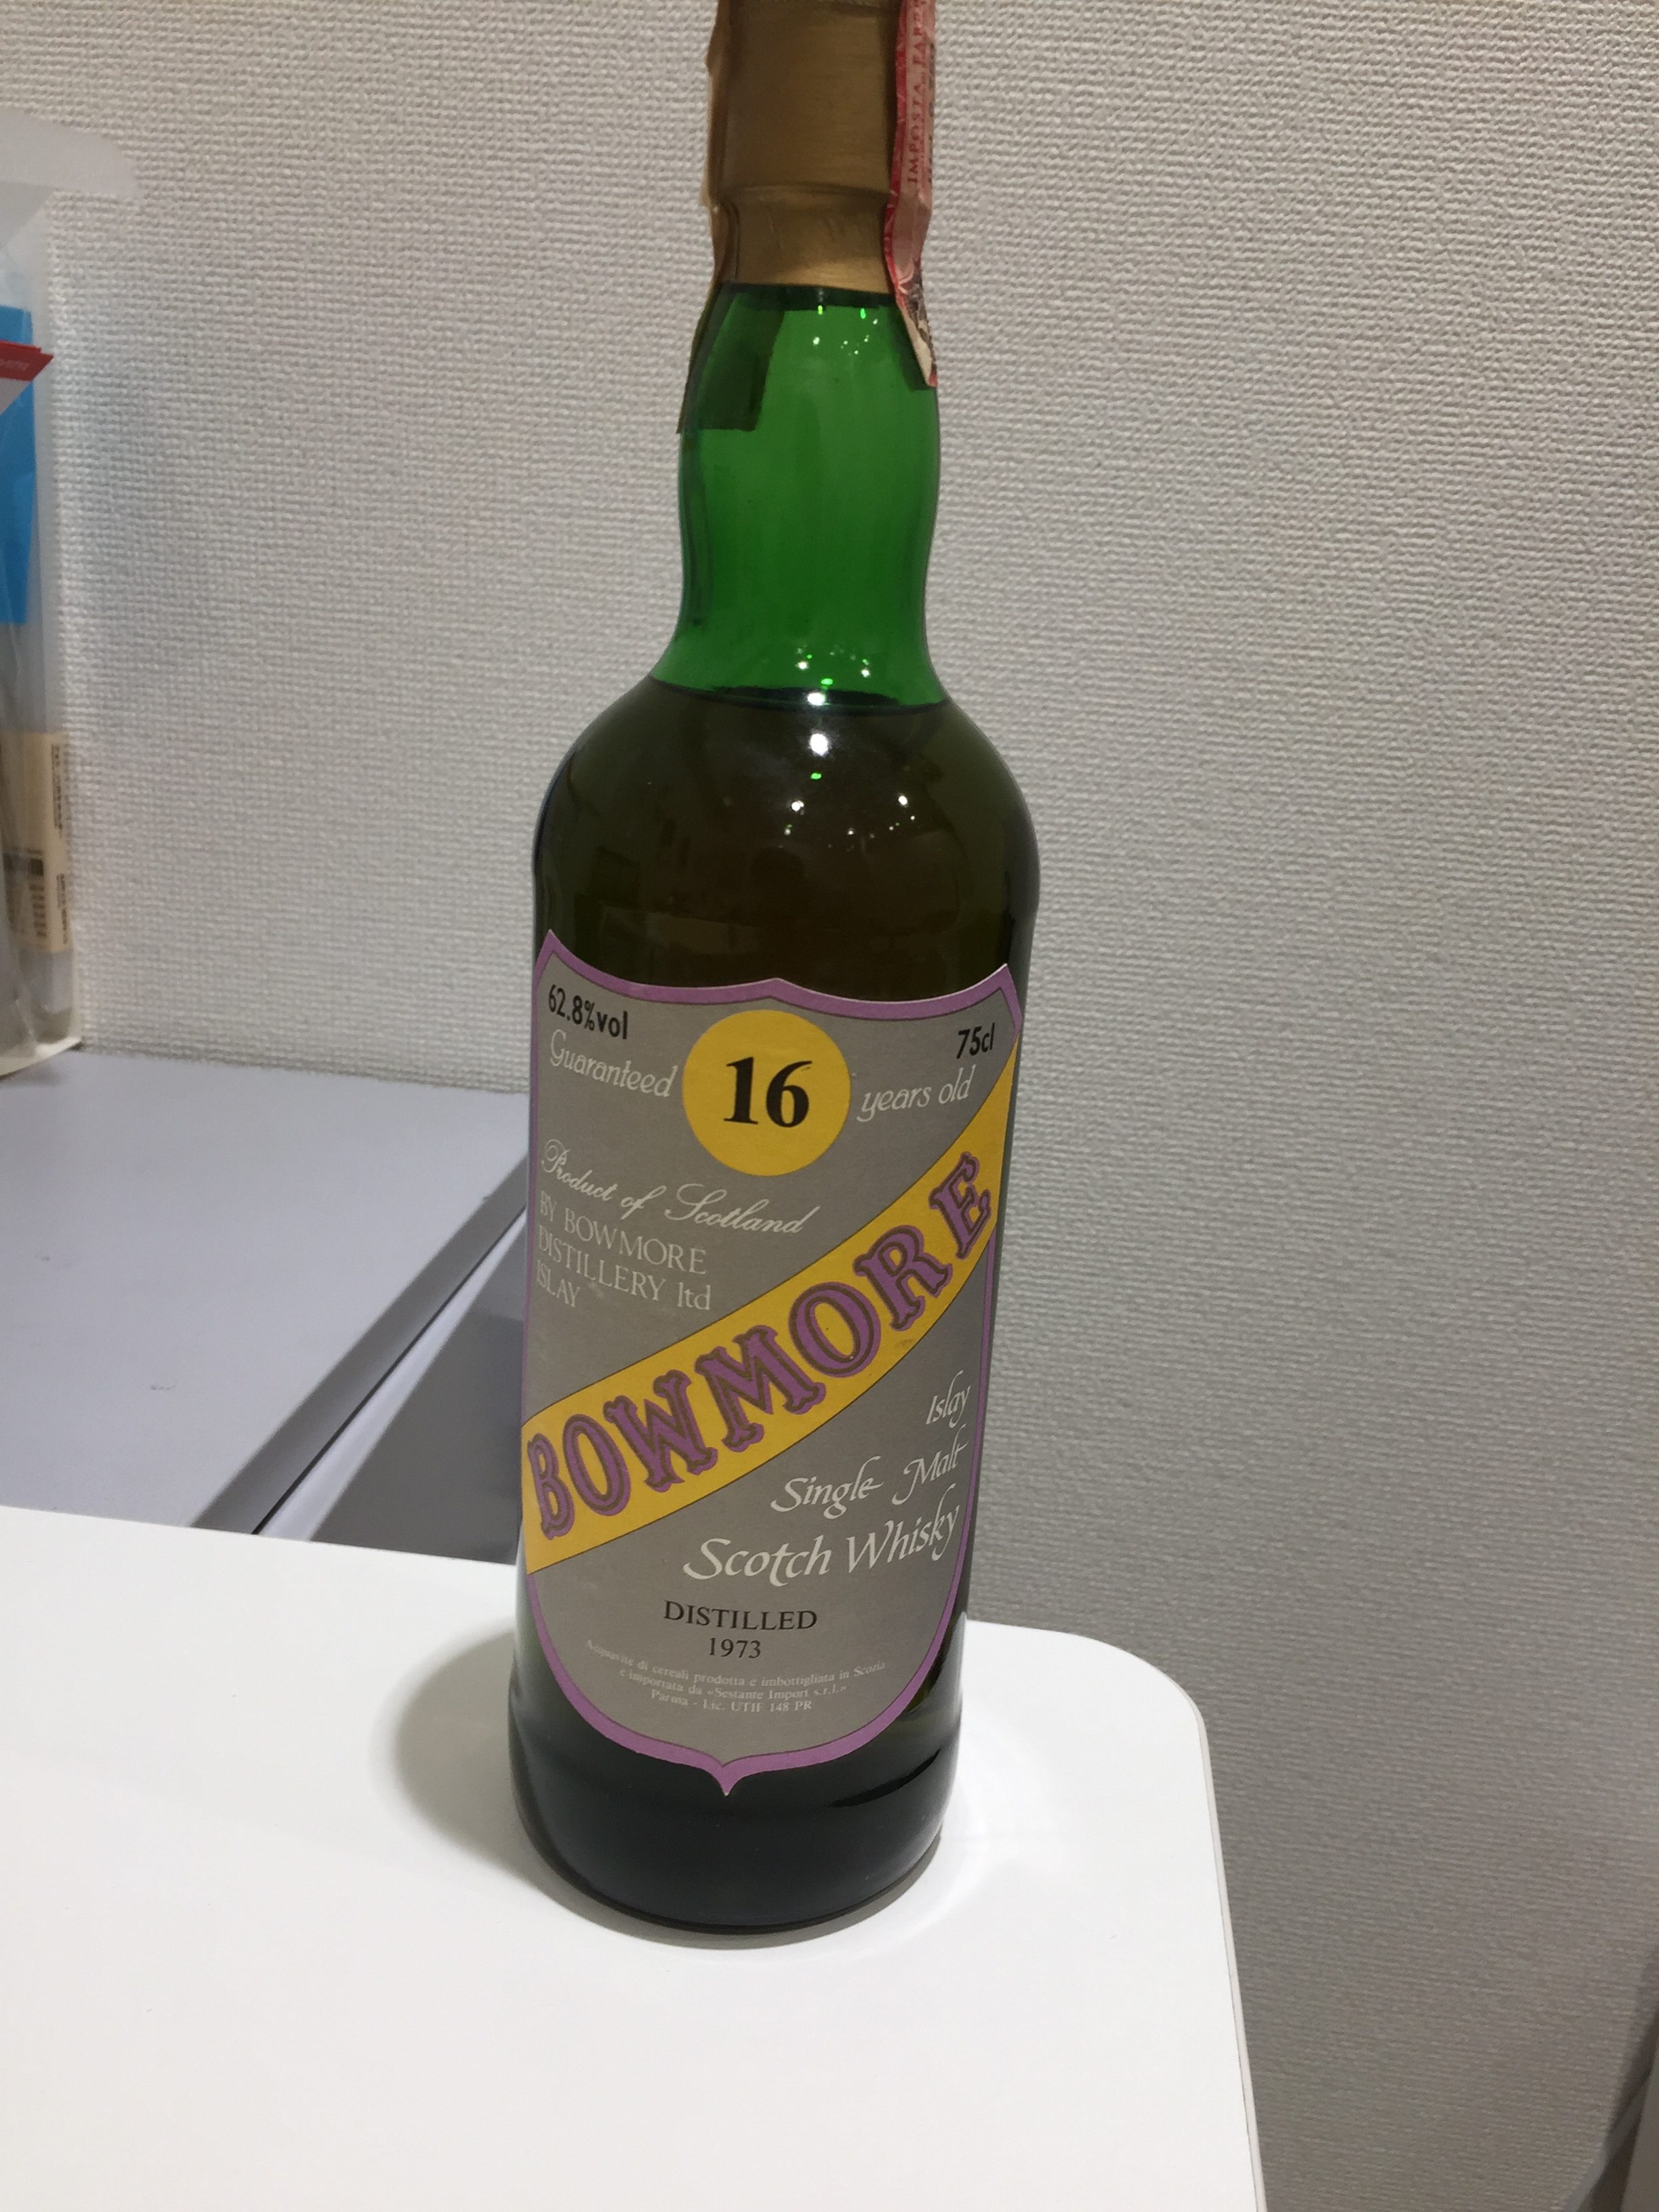 IMPOSTA FABBR
62.8%vol
75cl
Guaranteed 16 years old
Product of Scotland
BY BOWMORE
DISTILLERY ltd
ISLAY
BOWMORE
Islay
Single Malt
Scotch Whisky
DISTILLED
1973
Acquavite di cereali prodotta e imbottigliata in Scozia
e importata da «Sestante Import s.r.l.»
Parma - Lic. UTIF 148 PR